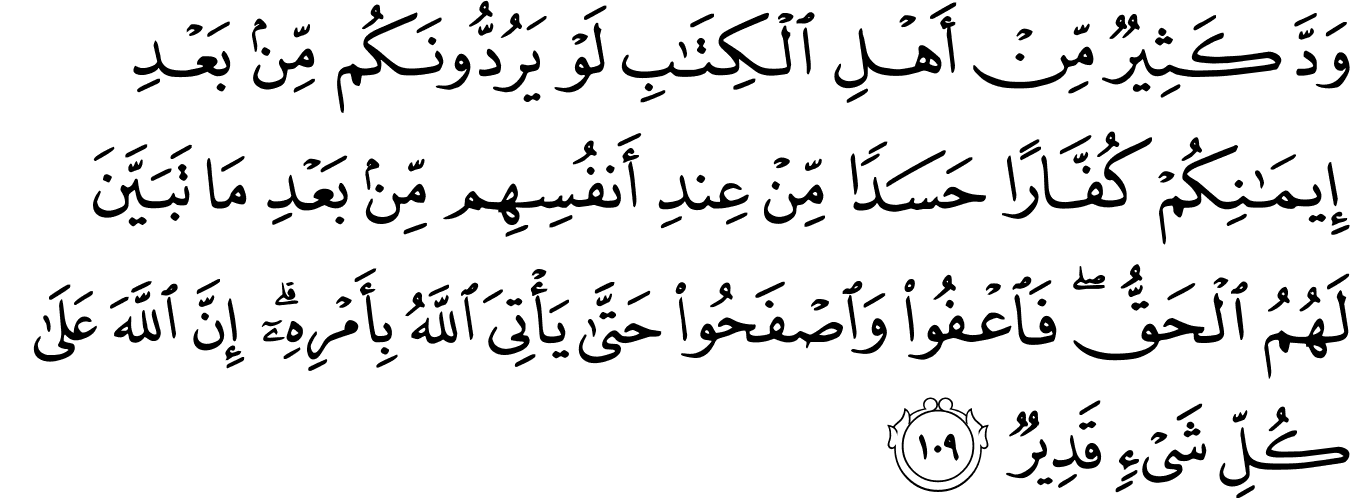 وَدَّ كَثِيرٌ مِّنْ أَهْلِ ٱلْكِتَـٰبِ لَوْ يَرُدُّونَكُم مِّنۢ بَعْدِ
إِيمَـٰنِكُمْ كُفَّارًا حَسَدًا مِّنْ عِندِ أَنفُسِهِم مِّنۢ بَعْدِ مَا تَبَيَّنَ
لَهُمُ ٱلْحَقُّ ۖ فَٱعْفُوا۟ وَٱصْفَحُوا۟ حَتَّىٰ يَأْتِىَ ٱللَّهُ بِأَمْرِهِۦٓ ۗ إِنَّ ٱللَّهَ عَلَىٰ
كُلِّ شَىْءٍ قَدِيرٌ ١٠٩